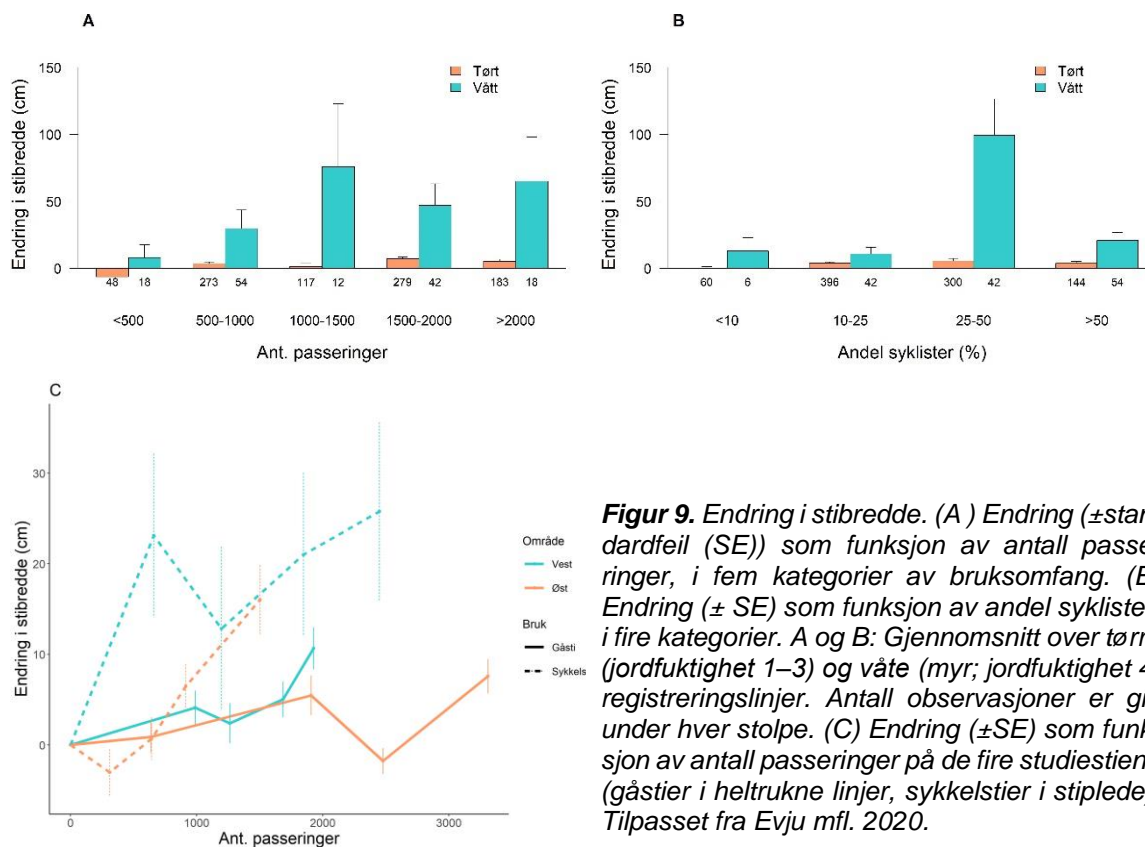 A
Endring i stibredde (cm)
150
100
50
0
Tørt
Vått
48 18 273 54 117 12 279 42 183 18
<500 500-1000 1000-1500 1500-2000 >2000
Ant. passeringer
B
Endring i stibredde (cm)
150
100
50
0
Tørt
Vått
60 6 396 42 300 42 144 54
<10 10-25 25-50 >50
Andel syklister (%)
C
Endring i stibredde (cm)
30
20
10
0
0 1000 2000 3000
Ant. passeringer
Område
Vest
Øst
Bruk
Gåsti
Sykkels
Figur 9. Endring i stibredde. (A ) Endring (±stan
dardfeil (SE)) som funksjon av antall passe
ringer, i fem kategorier av bruksomfang. (B
Endring (± SE) som funksjon av andel syklister
i fire kategorier. A og B: Gjennomsnitt over tørr
(jordfuktighet 1–3) og våte (myr; jordfuktighet 4
registreringslinjer. Antall observasjoner er gi
under hver stolpe. (C) Endring (±SE) som funk
sjon av antall passeringer på de fire studiestien
(gåstier i heltrukne linjer, sykkelstier i stiplede
Tilpasset fra Evju mfl. 2020.